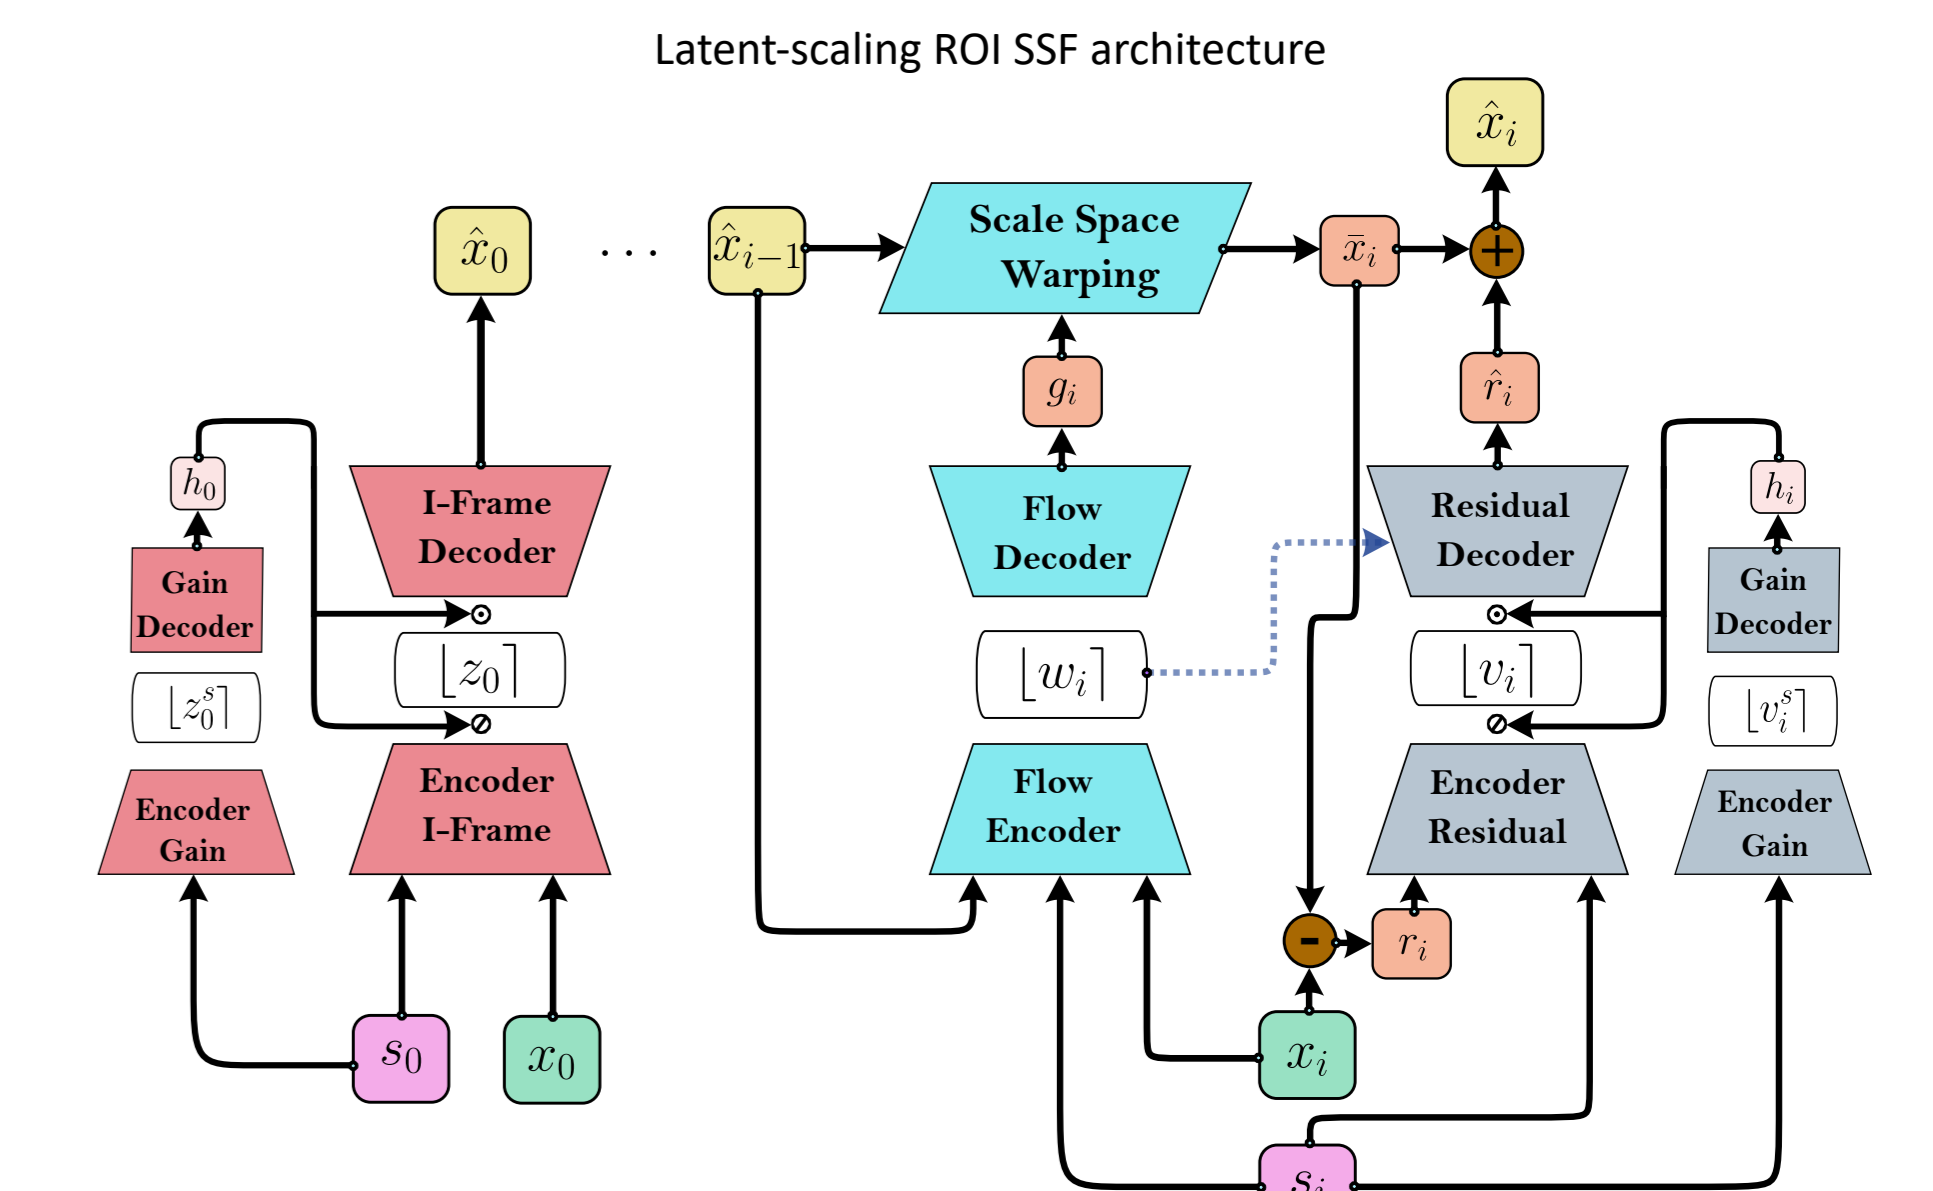 Latent-scaling ROI SSF architecture
x̂_i
x̂_0
...
x̂_{i−1}
Scale Space
Warping
x̄_i
+
g_i
r̂_i
h_0
I-Frame
Decoder
Flow
Decoder
Residual
Decoder
h_i
Gain
Decoder
Gain
Decoder
⊙
⊙
⌊z_0⌉
⌊w_i⌉
⌊v_i⌉
⌊z_0^s⌉
⌊v_i^s⌉
⊘
⊘
Encoder
Gain
Encoder
I-Frame
Flow
Encoder
Encoder
Residual
Encoder
Gain
-
r_i
s_0
x_0
x_i
s_i